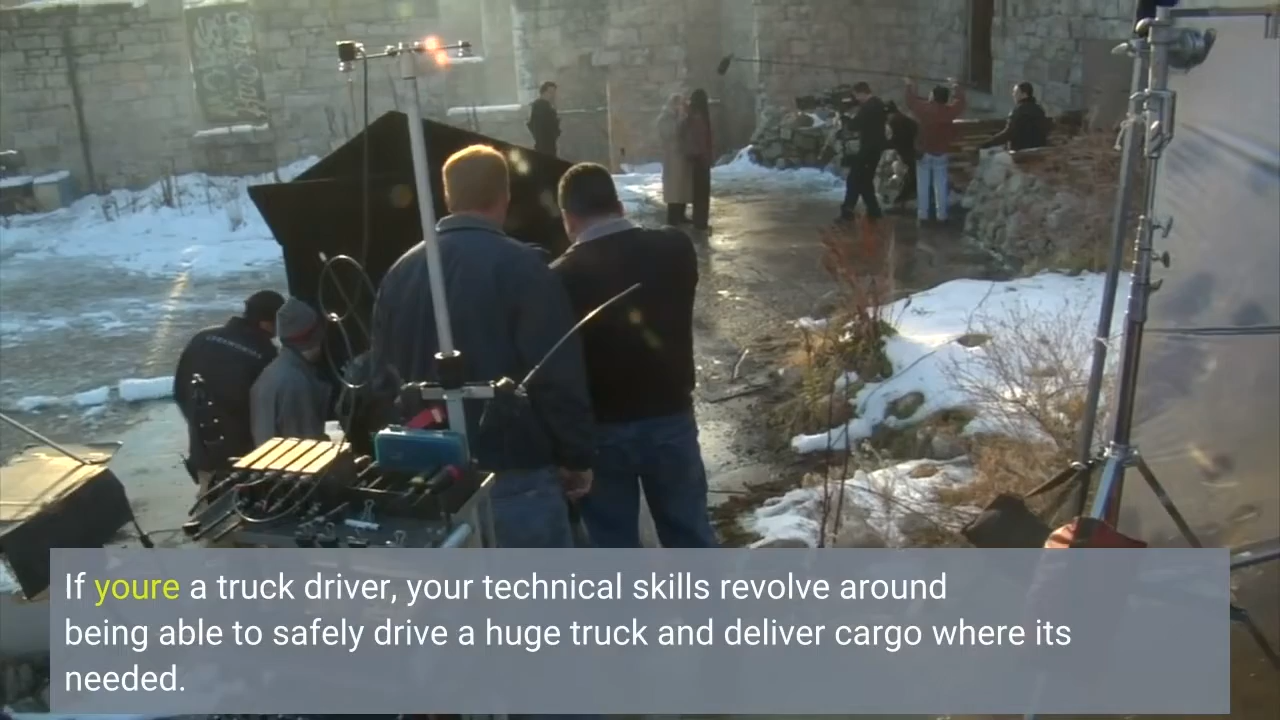 If youre a truck driver, your technical skills revolve around
being able to safely drive a huge truck and deliver cargo where its
needed.